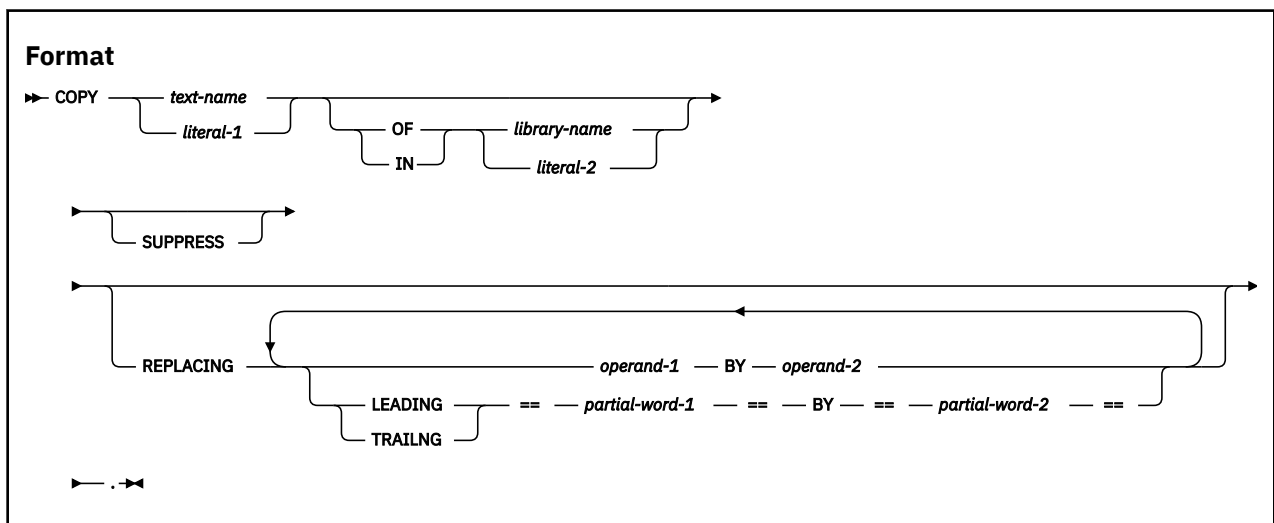 Format
COPY text-name
literal-1
OF library-name
IN literal-2
SUPPRESS
REPLACING operand-1 BY operand-2
LEADING == partial-word-1 == BY == partial-word-2 ==
TRAILNG
.